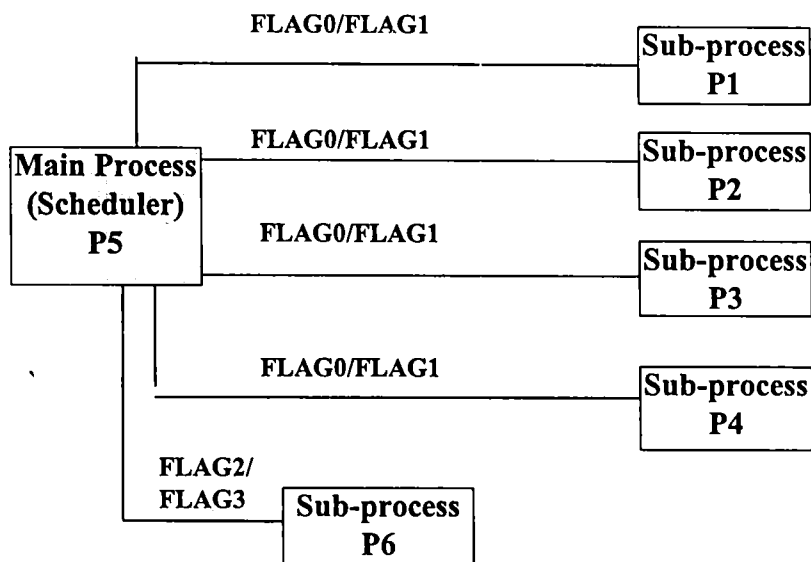 FLAG0/FLAG1
Sub-process
P1
FLAG0/FLAG1
Main Process
(Scheduler)
P5
Sub-process
P2
FLAG0/FLAG1
Sub-process
P3
FLAG0/FLAG1
Sub-process
P4
FLAG2/
FLAG3
Sub-process
P6